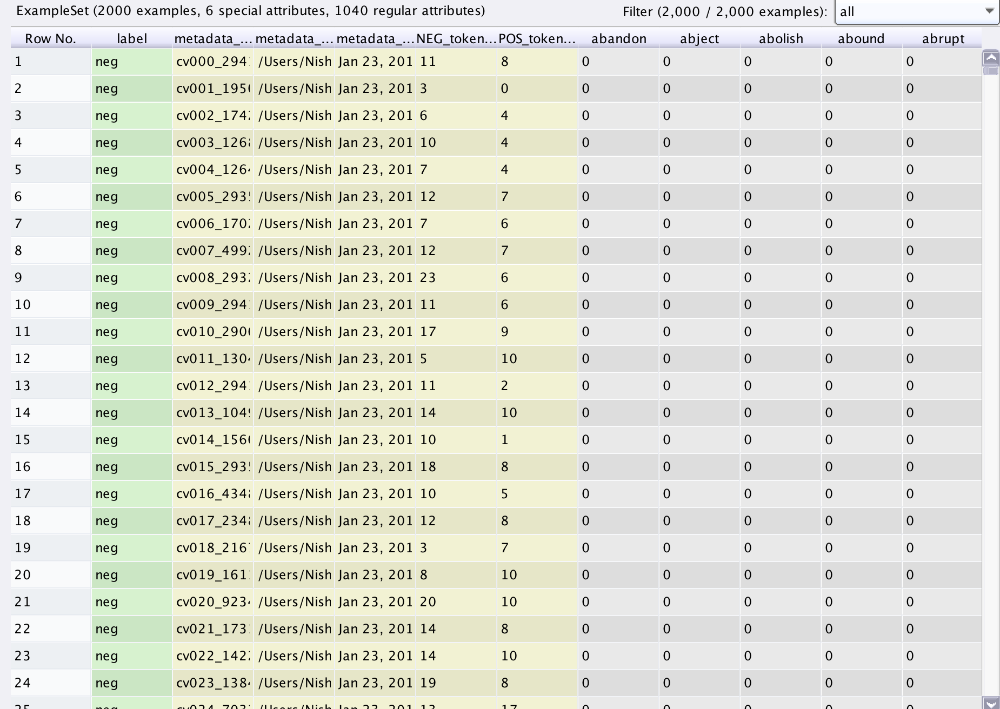 ExampleSet (2000 examples, 6 special attributes, 1040 regular attributes) Filter (2,000 / 2,000 examples): all
Row No. label metadata_... metadata_... metadata_... NEG_token... POS_token... abandon abject abolish abound abrupt
1 neg cv000_294 /Users/Nish Jan 23, 201 11 8 0 0 0 0 0
2 neg cv001_195 /Users/Nish Jan 23, 201 3 0 0 0 0 0 0
3 neg cv002_174 /Users/Nish Jan 23, 201 6 4 0 0 0 0 0
4 neg cv003_126 /Users/Nish Jan 23, 201 10 4 0 0 0 0 0
5 neg cv004_126 /Users/Nish Jan 23, 201 7 4 0 0 0 0 0
6 neg cv005_293 /Users/Nish Jan 23, 201 12 7 0 0 0 0 0
7 neg cv006_170 /Users/Nish Jan 23, 201 7 6 0 0 0 0 0
8 neg cv007_499 /Users/Nish Jan 23, 201 12 7 0 0 0 0 0
9 neg cv008_293 /Users/Nish Jan 23, 201 23 6 0 0 0 0 0
10 neg cv009_294 /Users/Nish Jan 23, 201 11 6 0 0 0 0 0
11 neg cv010_290 /Users/Nish Jan 23, 201 17 9 0 0 0 0 0
12 neg cv011_130 /Users/Nish Jan 23, 201 5 10 0 0 0 0 0
13 neg cv012_294 /Users/Nish Jan 23, 201 11 2 0 0 0 0 0
14 neg cv013_104 /Users/Nish Jan 23, 201 14 10 0 0 0 0 0
15 neg cv014_156 /Users/Nish Jan 23, 201 10 1 0 0 0 0 0
16 neg cv015_293 /Users/Nish Jan 23, 201 18 8 0 0 0 0 0
17 neg cv016_434 /Users/Nish Jan 23, 201 10 5 0 0 0 0 0
18 neg cv017_234 /Users/Nish Jan 23, 201 12 8 0 0 0 0 0
19 neg cv018_216 /Users/Nish Jan 23, 201 3 7 0 0 0 0 0
20 neg cv019_161 /Users/Nish Jan 23, 201 8 10 0 0 0 0 0
21 neg cv020_923 /Users/Nish Jan 23, 201 20 10 0 0 0 0 0
22 neg cv021_173 /Users/Nish Jan 23, 201 14 8 0 0 0 0 0
23 neg cv022_142 /Users/Nish Jan 23, 201 14 10 0 0 0 0 0
24 neg cv023_138 /Users/Nish Jan 23, 201 19 8 0 0 0 0 0